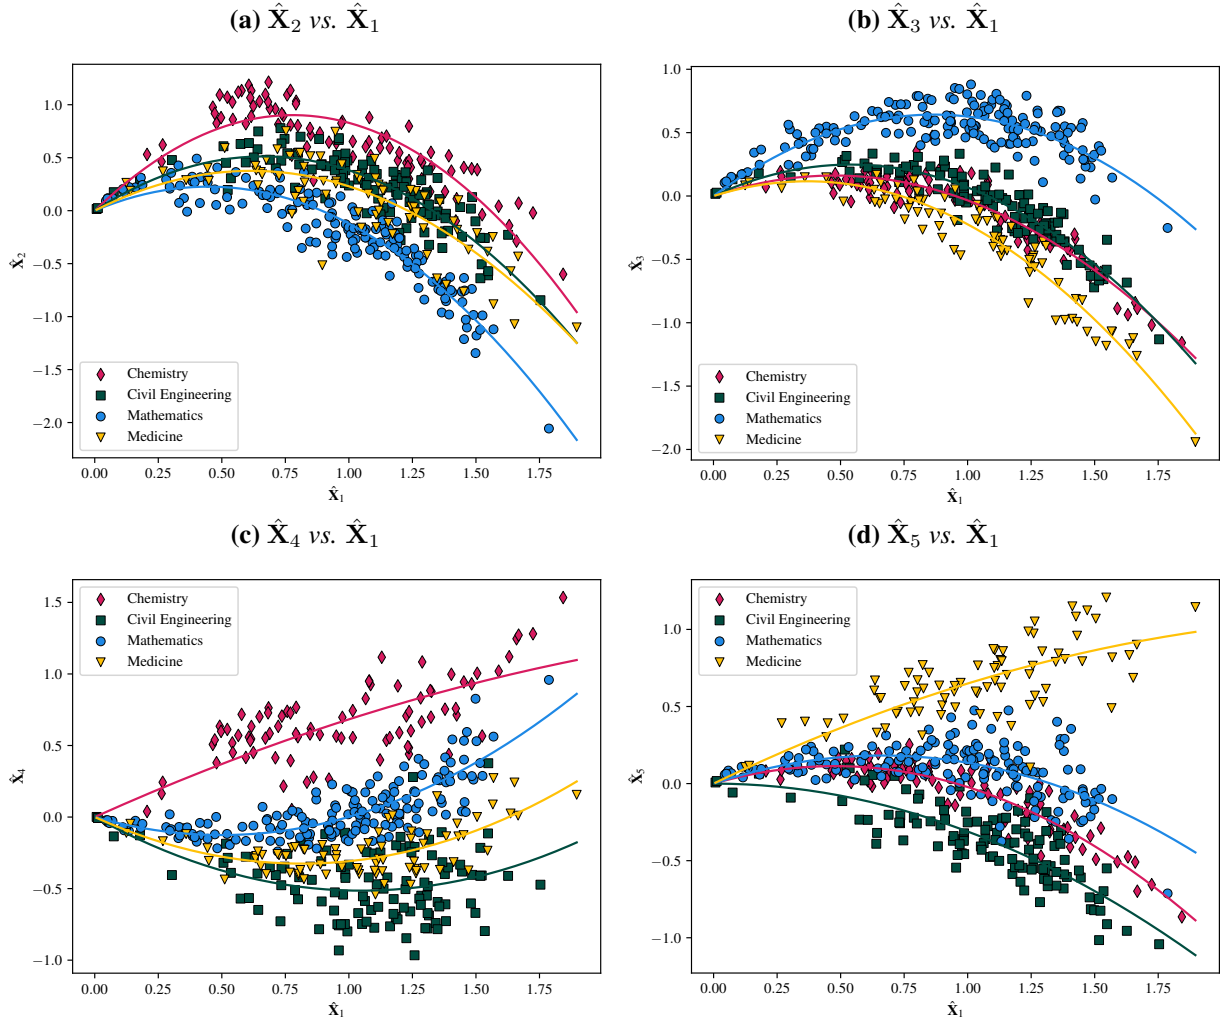 (a) X̂₂ vs. X̂₁
1.0
0.5
0.0
−0.5
−1.0
−1.5
−2.0
X̂₂
Chemistry
Civil Engineering
Mathematics
Medicine
0.00 0.25 0.50 0.75 1.00 1.25 1.50 1.75
X̂₁
(b) X̂₃ vs. X̂₁
1.0
0.5
0.0
−0.5
−1.0
−1.5
−2.0
X̂₃
Chemistry
Civil Engineering
Mathematics
Medicine
0.00 0.25 0.50 0.75 1.00 1.25 1.50 1.75
X̂₁
(c) X̂₄ vs. X̂₁
1.5
1.0
0.5
0.0
−0.5
−1.0
X̂₄
Chemistry
Civil Engineering
Mathematics
Medicine
0.00 0.25 0.50 0.75 1.00 1.25 1.50 1.75
X̂₁
(d) X̂₅ vs. X̂₁
1.0
0.5
0.0
−0.5
−1.0
X̂₅
Chemistry
Civil Engineering
Mathematics
Medicine
0.00 0.25 0.50 0.75 1.00 1.25 1.50 1.75
X̂₁